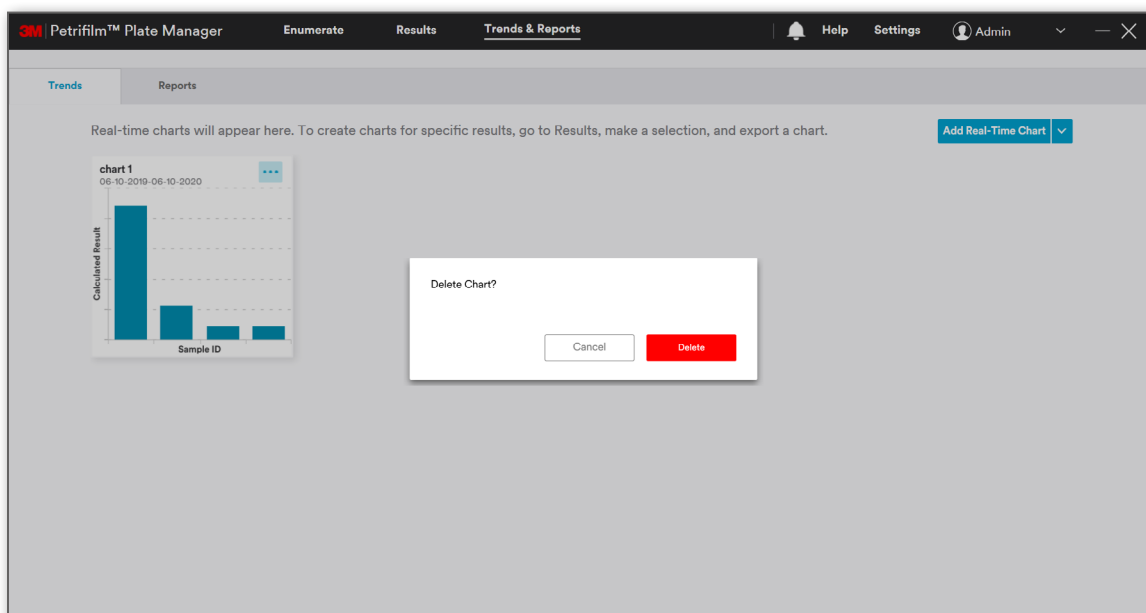 3M Petrifilm™ Plate Manager Enumerate Results Trends & Reports Help Settings Admin
Trends Reports
Real-time charts will appear here. To create charts for specific results, go to Results, make a selection, and export a chart. Add Real-Time Chart
chart 1
06-10-2019-06-10-2020
Calculated Result
Sample ID
Delete Chart?
Cancel Delete